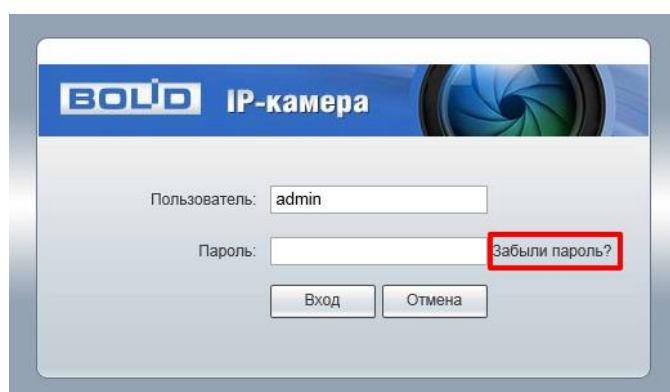 BOLID IP-камера
Пользователь: admin
Пароль: Забыли пароль?
Вход Отмена